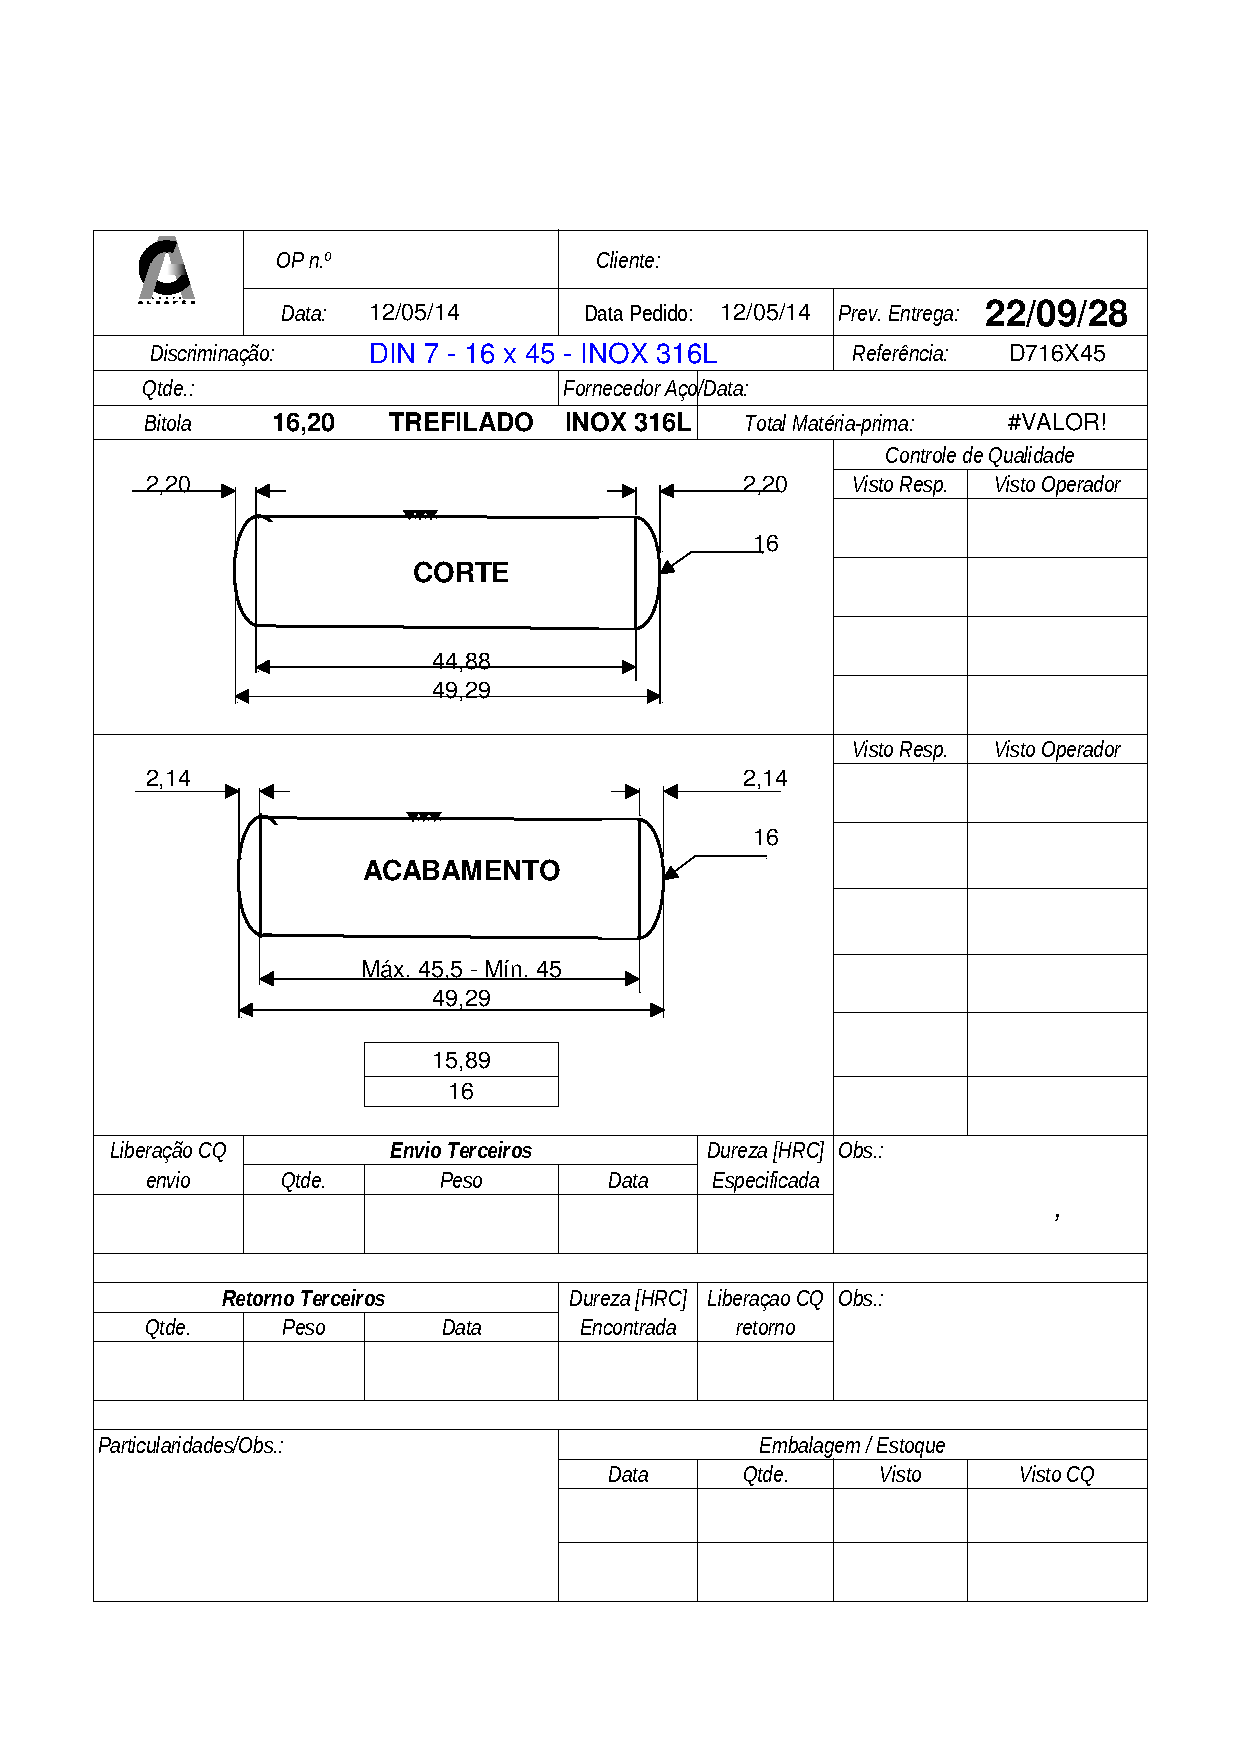 OP n.º Cliente:
Data: 12/05/14 Data Pedido: 12/05/14 Prev. Entrega: 22/09/28
Discriminação: DIN 7 - 16 x 45 - INOX 316L Referência: D716X45
Qtde.: Fornecedor Aço/Data:
Bitola 16,20 TREFILADO INOX 316L Total Matéria-prima: #VALOR!
Controle de Qualidade
2,20 2,20 Visto Resp. Visto Operador
16
CORTE
44,88
49,29
Visto Resp. Visto Operador
2,14 2,14
16
ACABAMENTO
Máx. 45,5 - Mín. 45
49,29
15,89
16
Liberação CQ Envio Terceiros Dureza [HRC] Obs.:
envio Qtde. Peso Data Especificada
,
Retorno Terceiros Dureza [HRC] Liberaçao CQ Obs.:
Qtde. Peso Data Encontrada retorno
Particularidades/Obs.: Embalagem / Estoque
Data Qtde. Visto Visto CQ